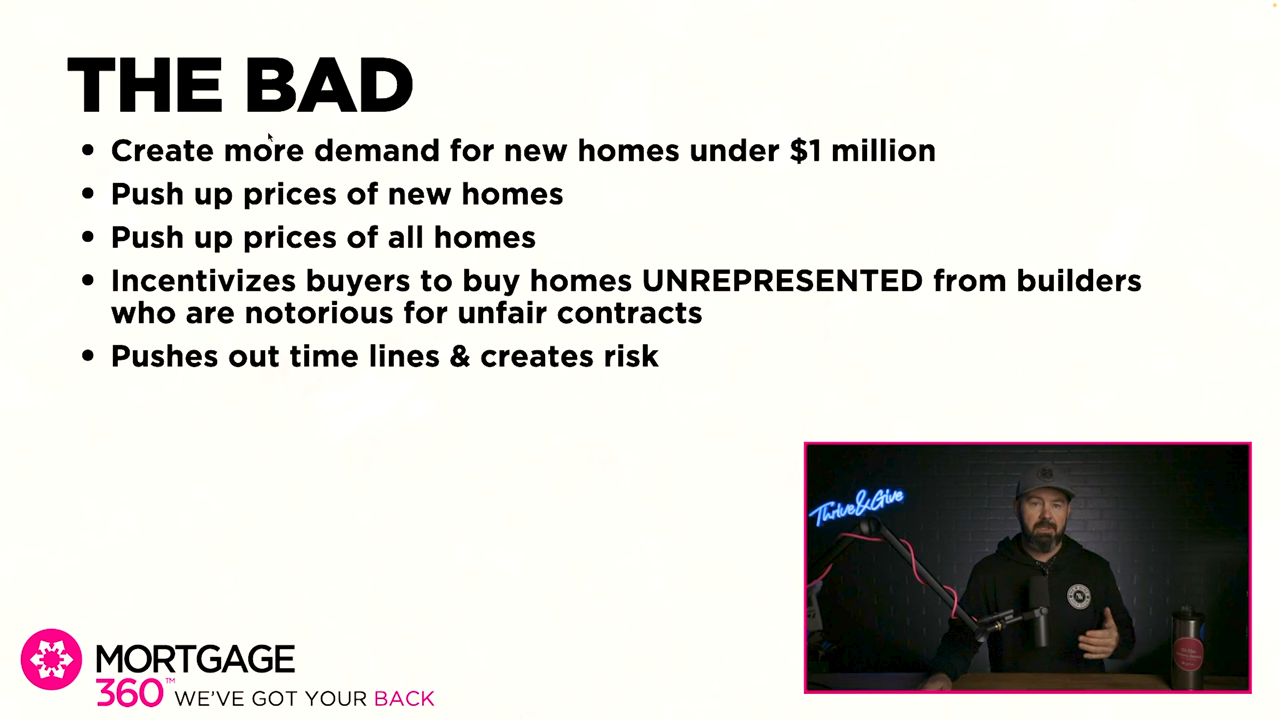 THE BAD
• Create more demand for new homes under $1 million
• Push up prices of new homes
• Push up prices of all homes
• Incentivizes buyers to buy homes UNREPRESENTED from builders
who are notorious for unfair contracts
• Pushes out time lines & creates risk
Thrive&Give
MORTGAGE
360™ WE'VE GOT YOUR BACK